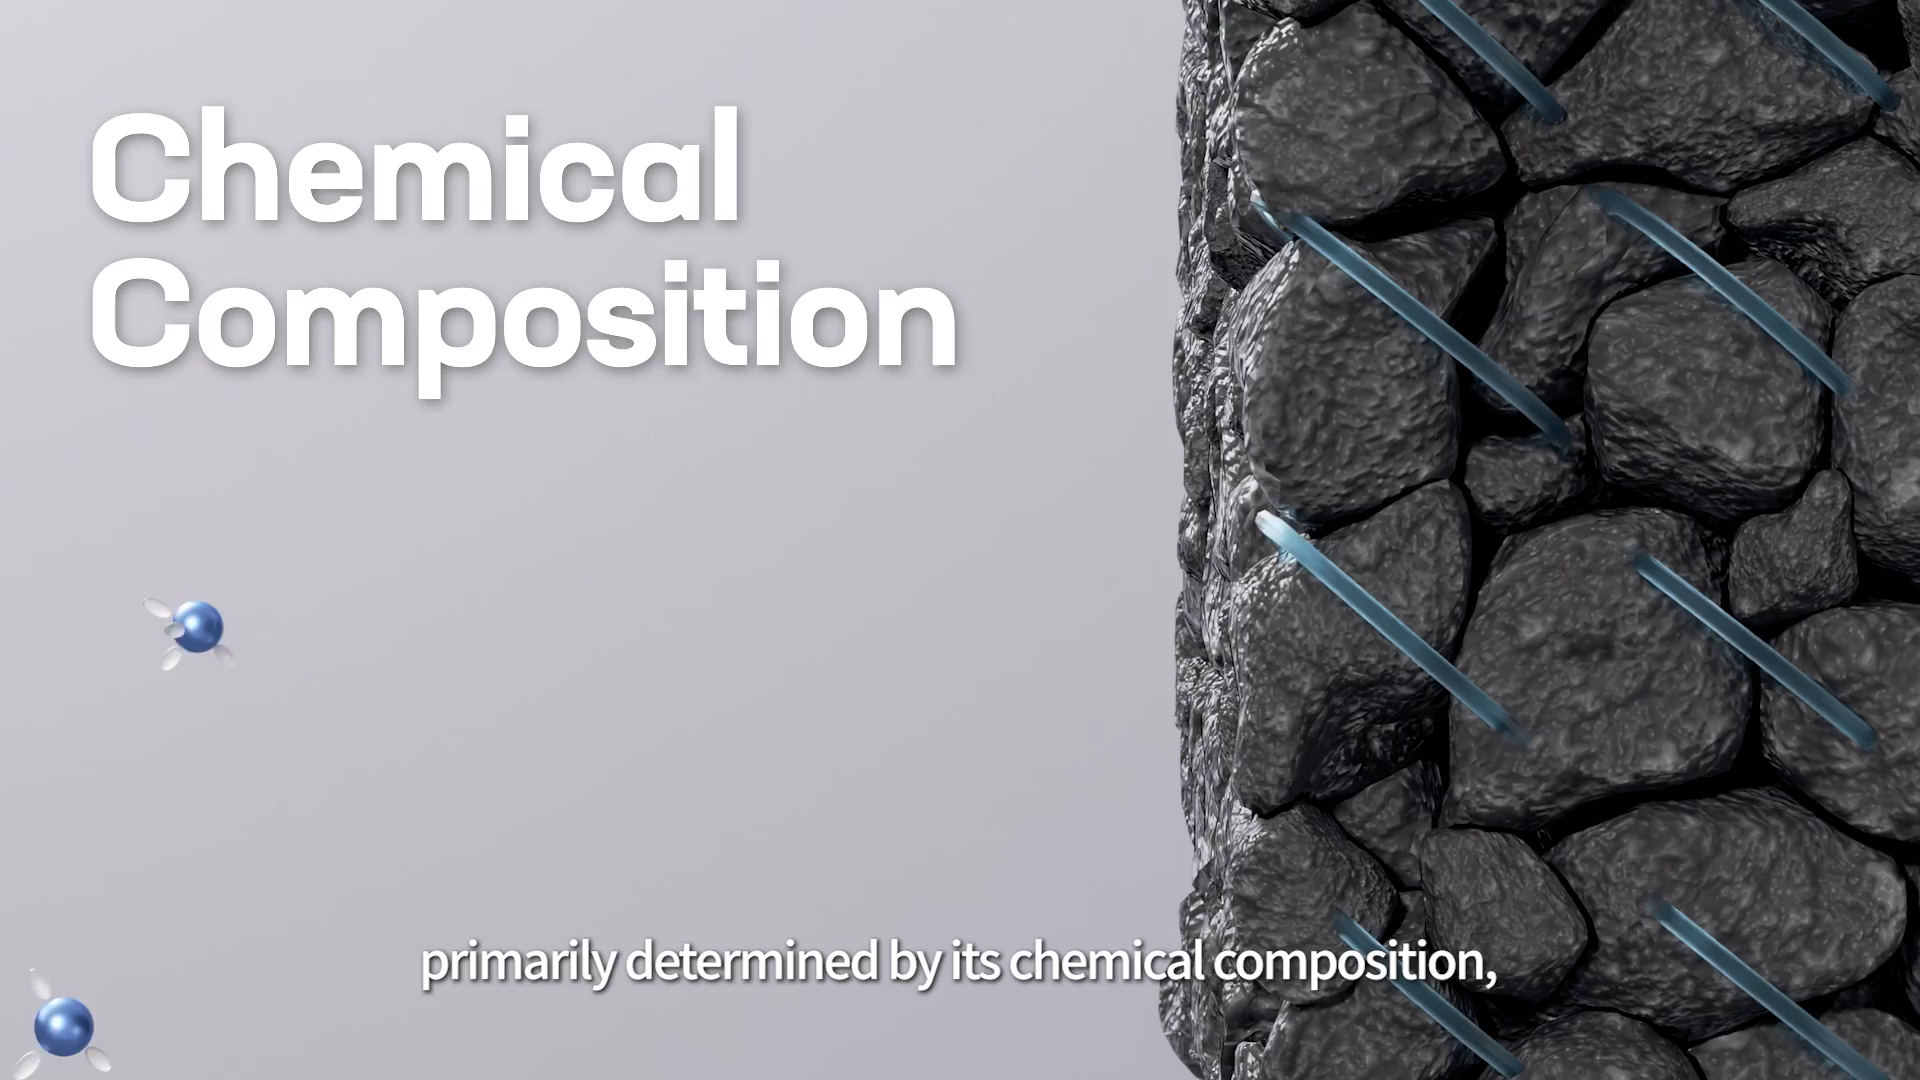 Chemical
Composition
primarily determined by its chemical composition,